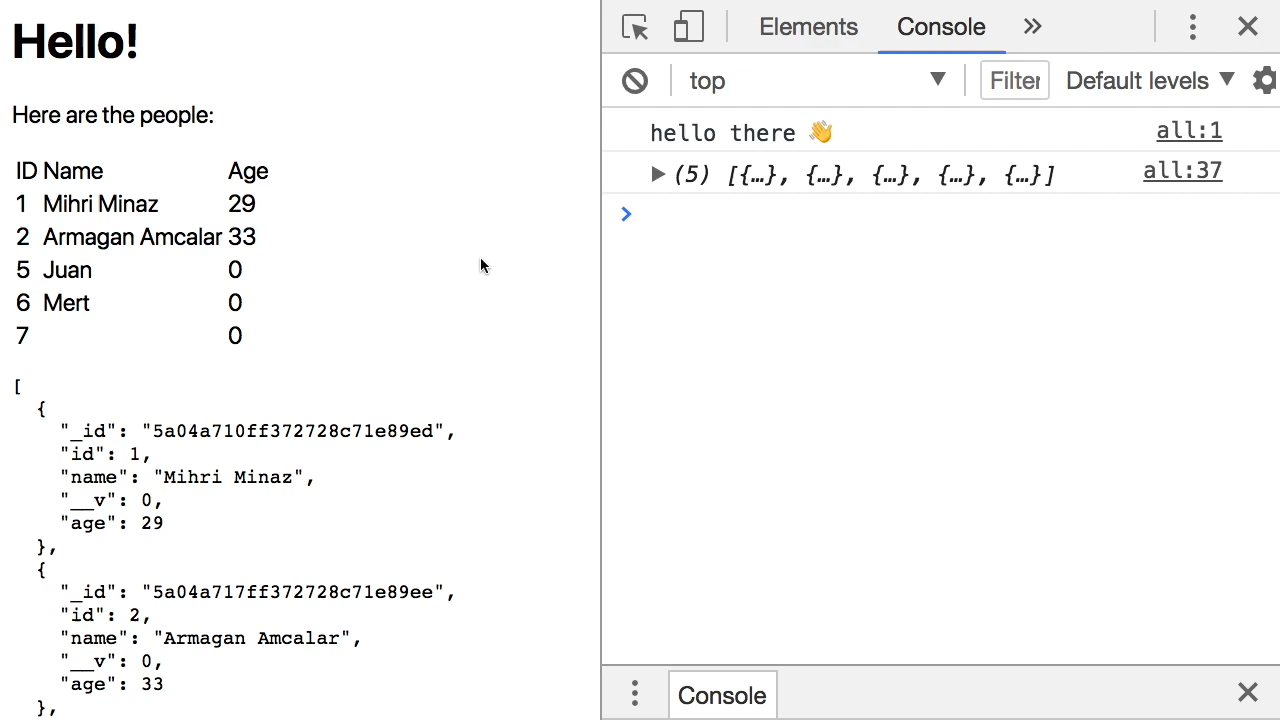 Hello!
Here are the people:
ID Name Age
1 Mihri Minaz 29
2 Armagan Amcalar 33
5 Juan 0
6 Mert 0
7 0
[
{
"_id": "5a04a710ff372728c71e89ed",
"id": 1,
"name": "Mihri Minaz",
"__v": 0,
"age": 29
},
{
"_id": "5a04a717ff372728c71e89ee",
"id": 2,
"name": "Armagan Amcalar",
"__v": 0,
"age": 33
},
Elements Console »
top Filter Default levels
hello there 👋 all:1
(5) [{…}, {…}, {…}, {…}, {…}] all:37
Console